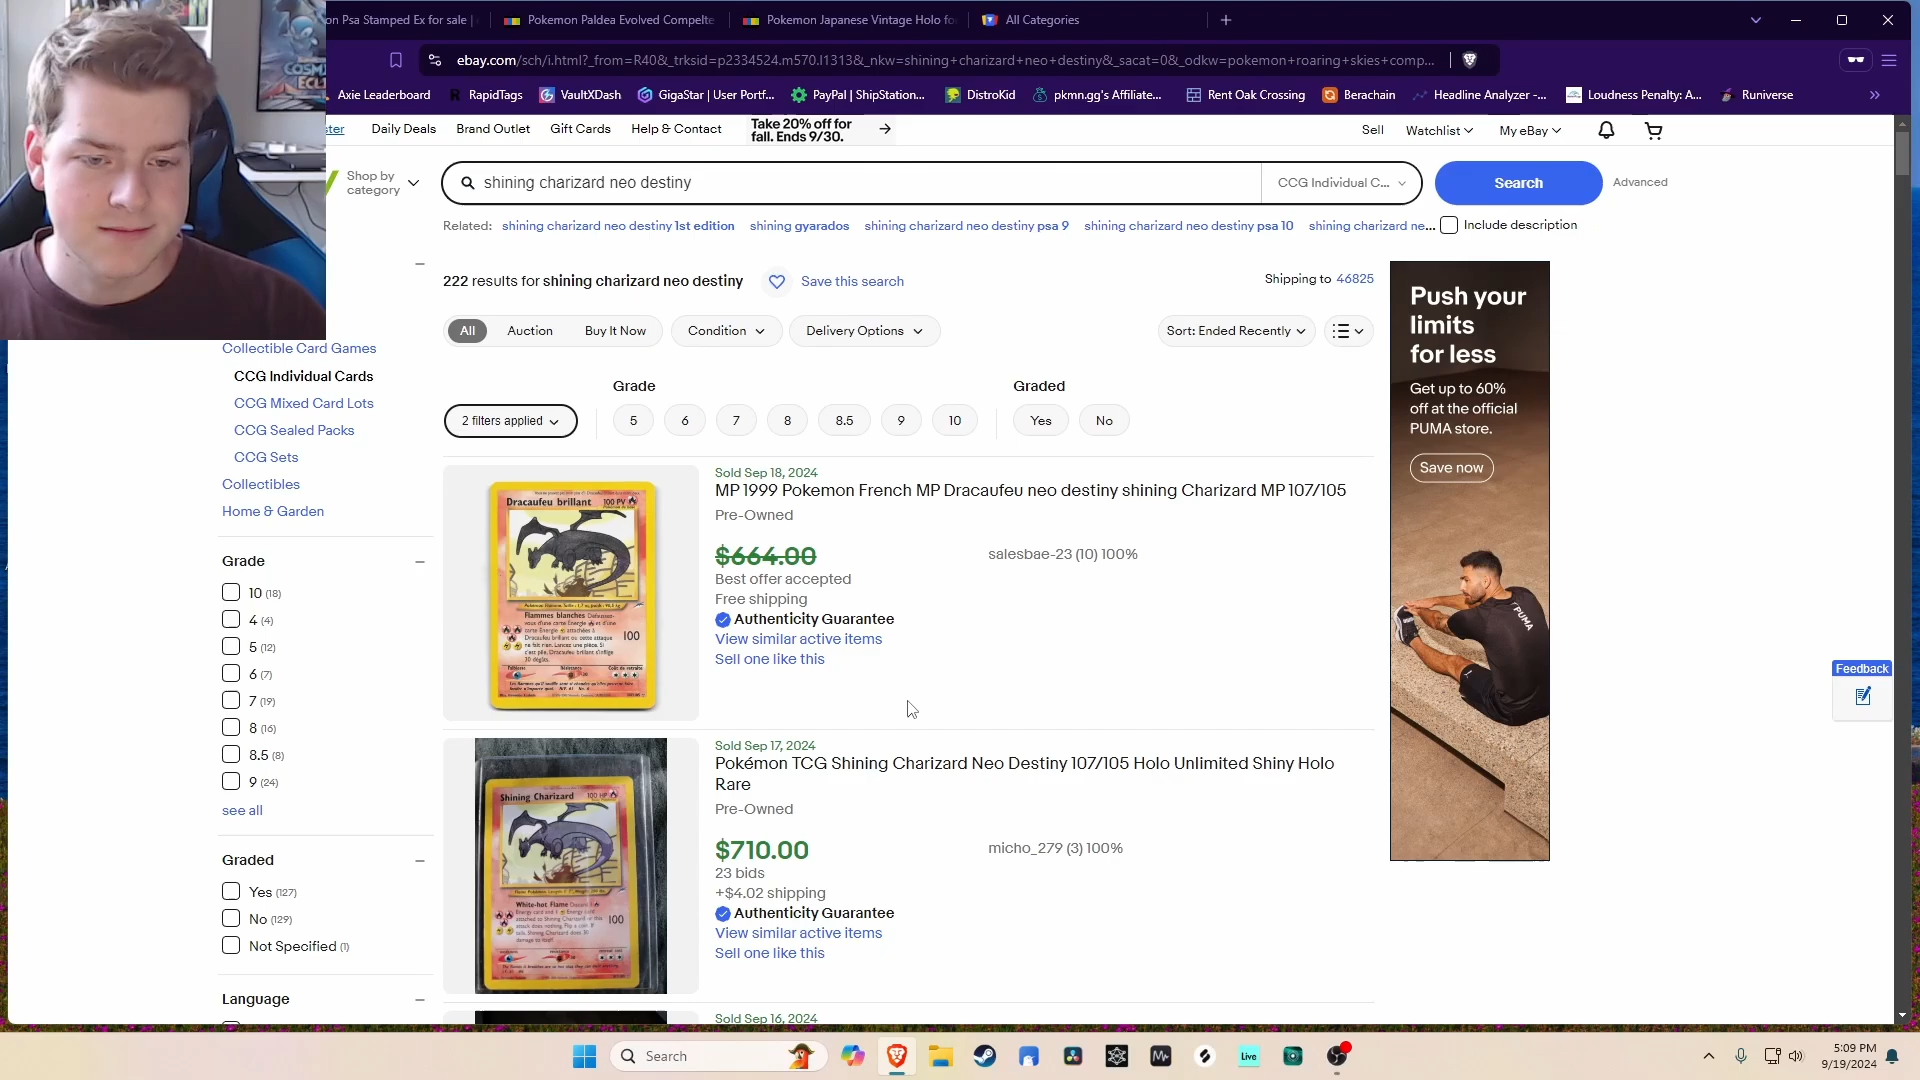 on Psa Stamped Ex for sale |
Pokemon Paldea Evolved Compelte
Pokemon Japanese Vintage Holo fo
All Categories
ebay.com/sch/i.html?_from=R40&_trksid=p2334524.m570.l1313&_nkw=shining+charizard+neo+destiny&_sacat=0&_odkw=pokemon+roaring+skies+comp...
Axie Leaderboard
RapidTags
VaultXDash
GigaStar | User Portf...
PayPal | ShipStation...
DistroKid
pkmn.gg's Affiliate...
Rent Oak Crossing
Berachain
Headline Analyzer -...
Loudness Penalty: A...
Runiverse
ster
Daily Deals
Brand Outlet
Gift Cards
Help & Contact
Take 20% off for
fall. Ends 9/30.
Sell
Watchlist
My eBay
Shop by
category
shining charizard neo destiny
CCG Individual C...
Search
Advanced
Related:
shining charizard neo destiny 1st edition
shining gyarados
shining charizard neo destiny psa 9
shining charizard neo destiny psa 10
shining charizard ne...
Include description
222 results for shining charizard neo destiny
Save this search
Shipping to 46825
All
Auction
Buy It Now
Condition
Delivery Options
Sort: Ended Recently
Collectible Card Games
CCG Individual Cards
CCG Mixed Card Lots
CCG Sealed Packs
CCG Sets
Collectibles
Home & Garden
2 filters applied
Grade
5
6
7
8
8.5
9
10
Graded
Yes
No
Grade
10 (18)
4 (4)
5 (12)
6 (7)
7 (19)
8 (16)
8.5 (8)
9 (24)
see all
Graded
Yes (127)
No (129)
Not Specified (1)
Language
Dracaufeu brillant
100 PV
Flammes blanches
100
Sold Sep 18, 2024
MP 1999 Pokemon French MP Dracaufeu neo destiny shining Charizard MP 107/105
Pre-Owned
$664.00
salesbae-23 (10) 100%
Best offer accepted
Free shipping
Authenticity Guarantee
View similar active items
Sell one like this
Shining Charizard
100 HP
White-hot Flame
100
Sold Sep 17, 2024
Pokémon TCG Shining Charizard Neo Destiny 107/105 Holo Unlimited Shiny Holo
Rare
Pre-Owned
$710.00
micho_279 (3) 100%
23 bids
+$4.02 shipping
Authenticity Guarantee
View similar active items
Sell one like this
Sold Sep 16, 2024
Push your
limits
for less
Get up to 60%
off at the official
PUMA store.
Save now
PUMA
Feedback
Search
Live
5:09 PM
9/19/2024